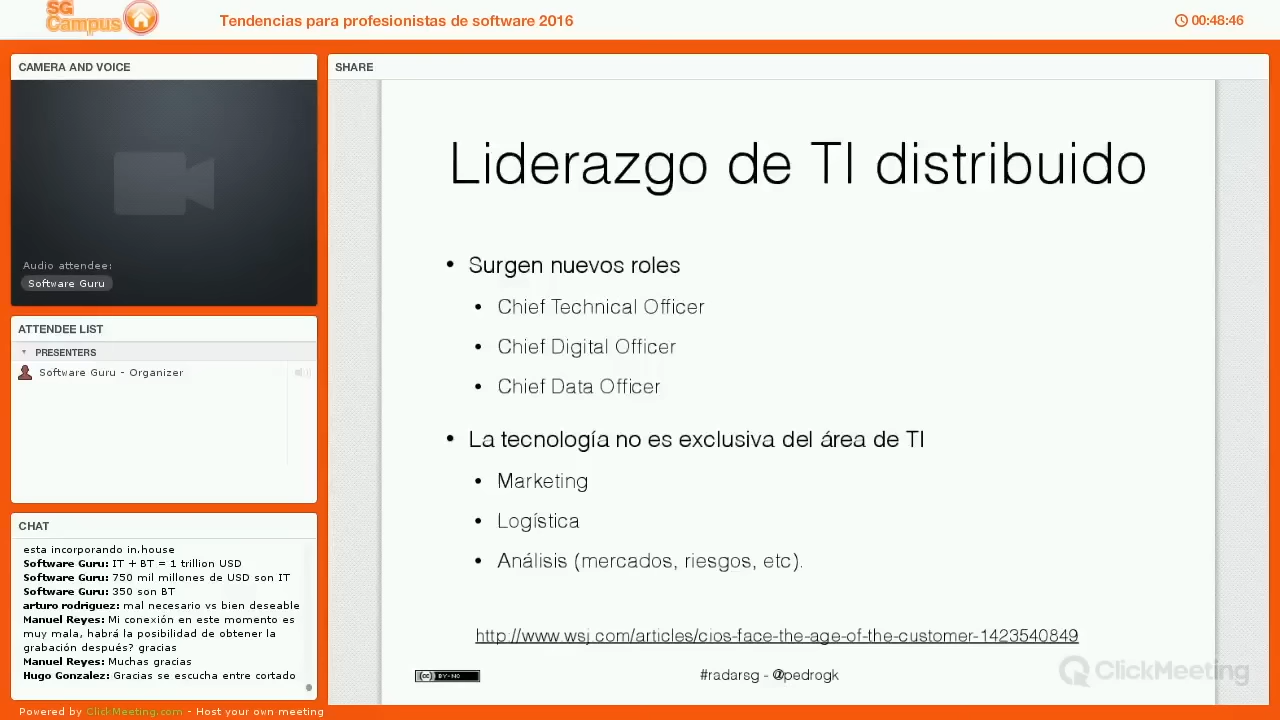 SG
Campus
Tendencias para profesionistas de software 2016
00:48:46
CAMERA AND VOICE
Audio attendee:
Software Guru
ATTENDEE LIST
PRESENTERS
Software Guru - Organizer
CHAT
esta incorporando in.house
Software Guru: IT + BT = 1 trillion USD
Software Guru: 750 mil millones de USD son IT
Software Guru: 350 son BT
arturo rodriguez: mal necesario vs bien deseable
Manuel Reyes: Mi conexión en este momento es
muy mala, habrá la posibilidad de obtener la
grabación después? gracias
Manuel Reyes: Muchas gracias
Hugo Gonzalez: Gracias se escucha entre cortado
SHARE
Liderazgo de TI distribuido
• Surgen nuevos roles
• Chief Technical Officer
• Chief Digital Officer
• Chief Data Officer
• La tecnología no es exclusiva del área de TI
• Marketing
• Logística
• Análisis (mercados, riesgos, etc).
http://www.wsj.com/articles/cios-face-the-age-of-the-customer-1423540849
#radarsg - @pedrogk
ClickMeeting
Powered by ClickMeeting.com - Host your own meeting